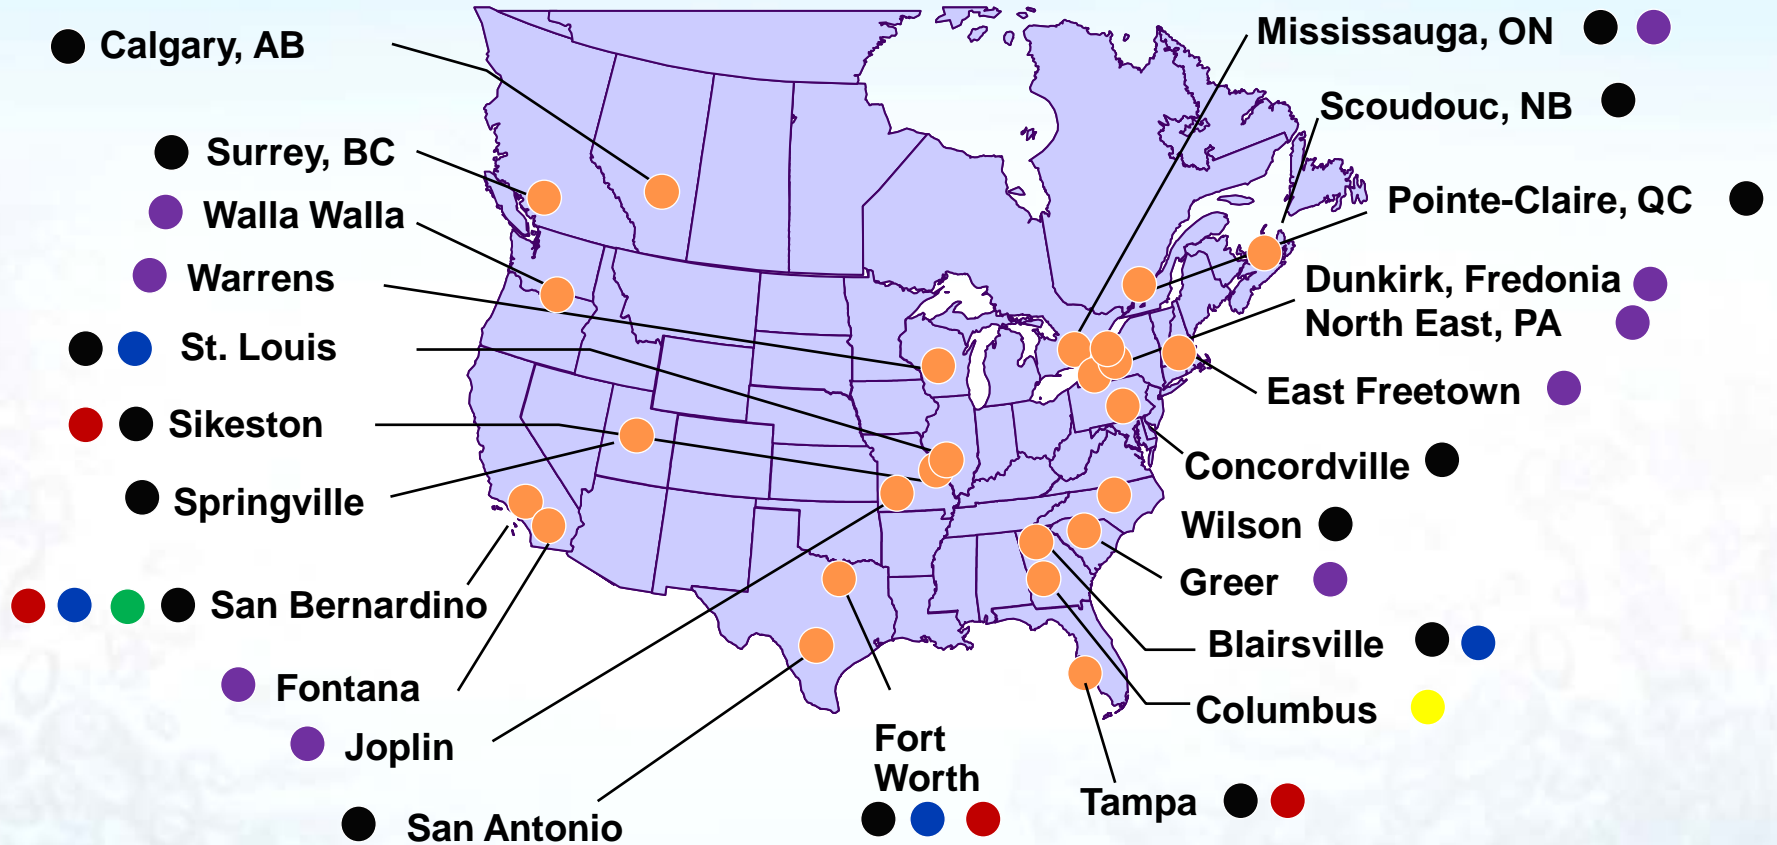 Calgary, AB
Surrey, BC
Walla Walla
Warrens
St. Louis
Sikeston
Springville
San Bernardino
Fontana
Joplin
San Antonio
Fort
Worth
Tampa
Mississauga, ON
Scoudouc, NB
Pointe-Claire, QC
Dunkirk, Fredonia
North East, PA
East Freetown
Concordville
Wilson
Greer
Blairsville
Columbus